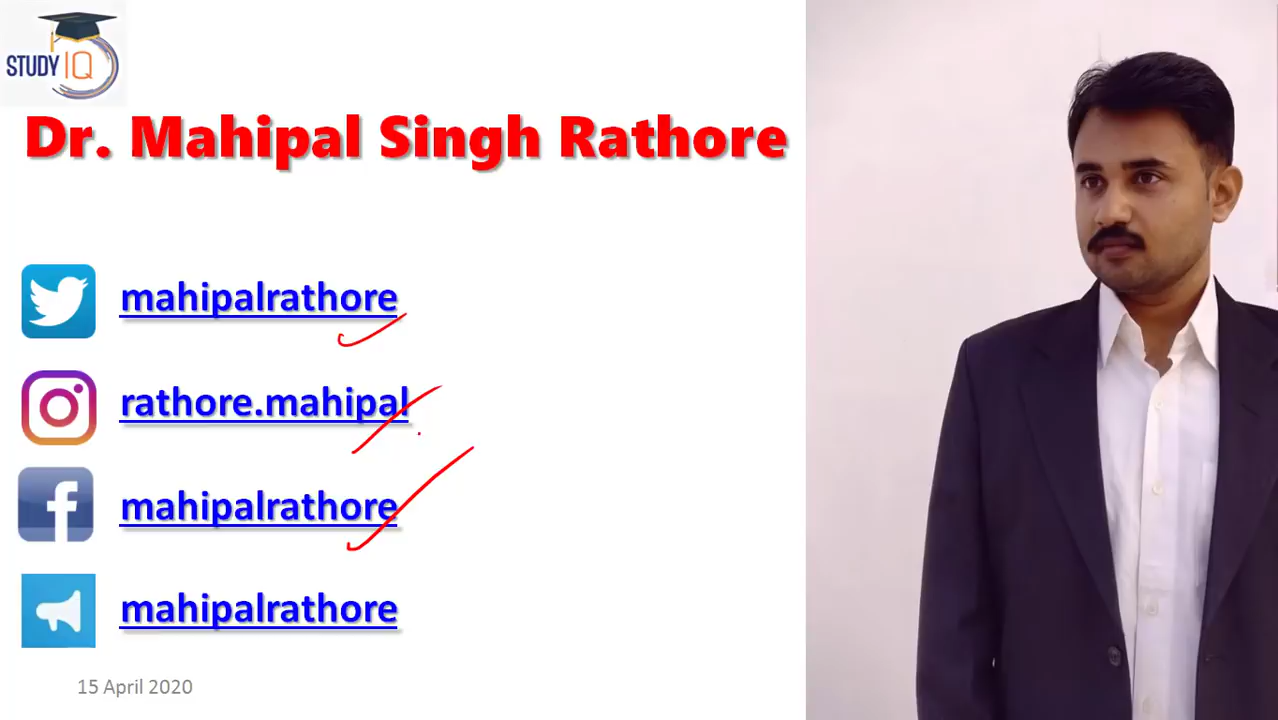 STUDY IQ
Dr. Mahipal Singh Rathore
mahipalrathore
rathore.mahipal
mahipalrathore
mahipalrathore
15 April 2020